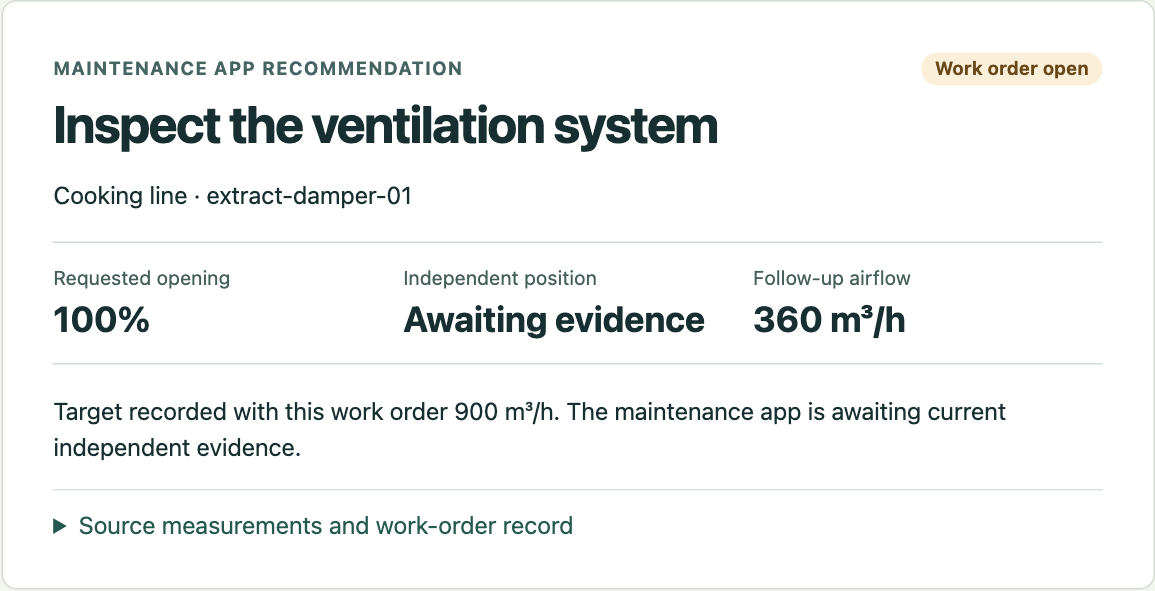 MAINTENANCE APP RECOMMENDATION
Work order open
Inspect the ventilation system
Cooking line · extract-damper-01
Requested opening
100%
Independent position
Awaiting evidence
Follow-up airflow
360 m³/h
Target recorded with this work order 900 m³/h. The maintenance app is awaiting current
independent evidence.
▶ Source measurements and work-order record